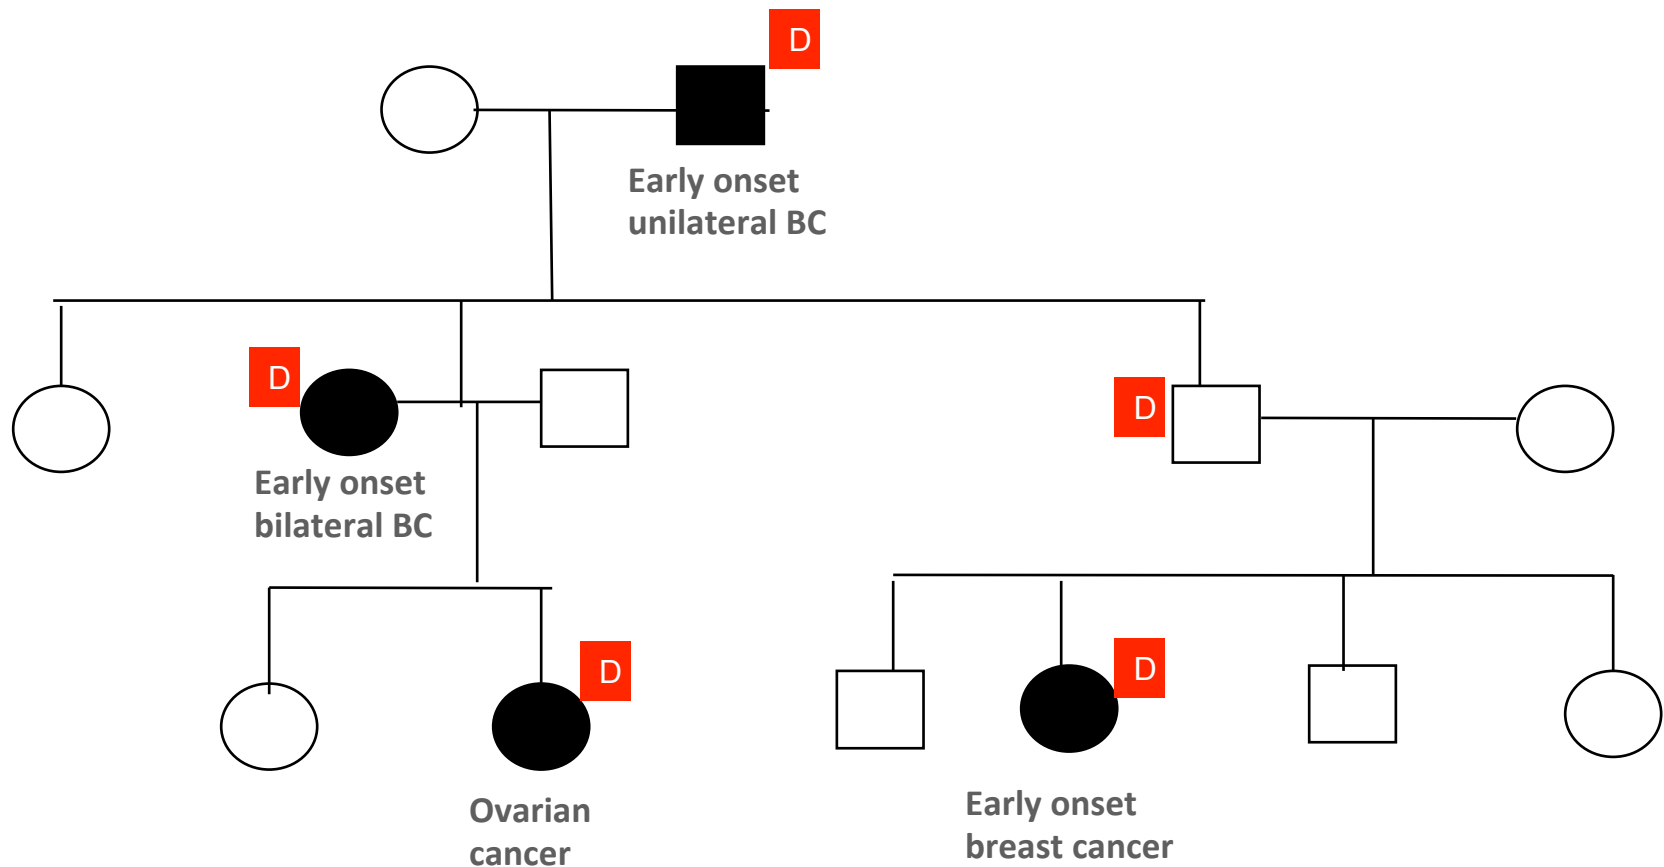 D
Early onset
unilateral BC
D
Early onset
bilateral BC
D
D
Ovarian
cancer
D
Early onset
breast cancer